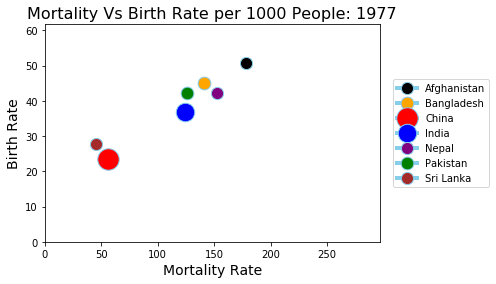 Mortality Vs Birth Rate per 1000 People: 1977
60
50
40
30
20
10
0
Birth Rate
0 50 100 150 200 250
Mortality Rate
Afghanistan
Bangladesh
China
India
Nepal
Pakistan
Sri Lanka